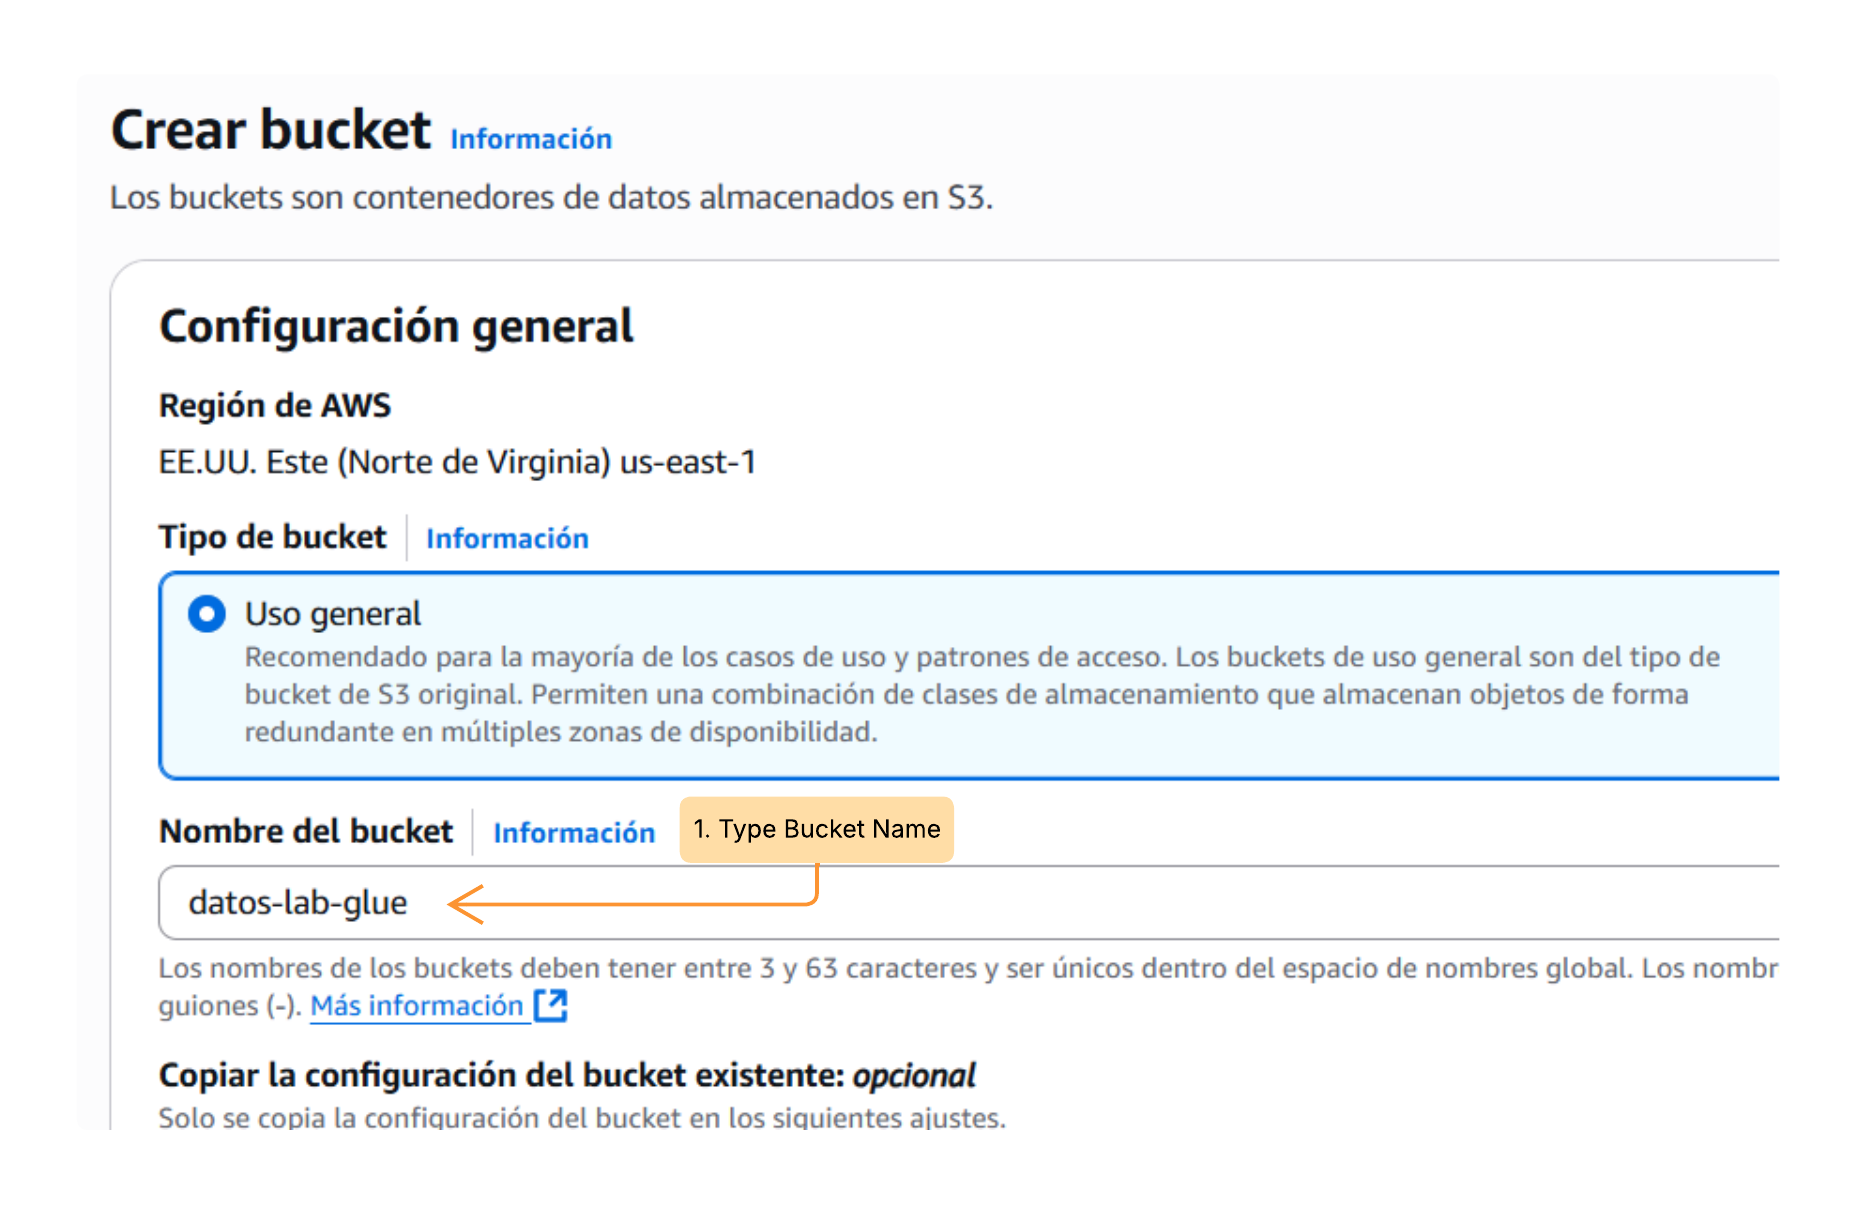 Crear bucket Información
Los buckets son contenedores de datos almacenados en S3.
Configuración general
Región de AWS
EE.UU. Este (Norte de Virginia) us-east-1
Tipo de bucket Información
Uso general
Recomendado para la mayoría de los casos de uso y patrones de acceso. Los buckets de uso general son del tipo de
bucket de S3 original. Permiten una combinación de clases de almacenamiento que almacenan objetos de forma
redundante en múltiples zonas de disponibilidad.
Nombre del bucket Información 1. Type Bucket Name
datos-lab-glue
Los nombres de los buckets deben tener entre 3 y 63 caracteres y ser únicos dentro del espacio de nombres global. Los nombr
guiones (-). Más información
Copiar la configuración del bucket existente: opcional
Solo se copia la configuración del bucket en los siguientes ajustes.